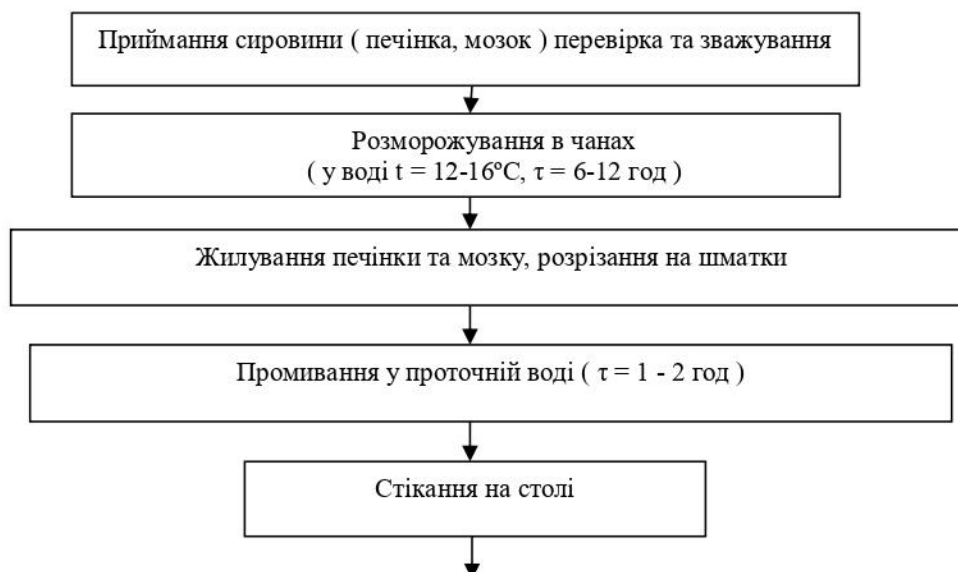 Приймання сировини ( печінка, мозок ) перевірка та зважування
Розморожування в чанах
( у воді t = 12-16ºС, τ = 6-12 год )
Жилування печінки та мозку, розрізання на шматки
Промивання у проточній воді ( τ = 1 - 2 год )
Стікання на столі